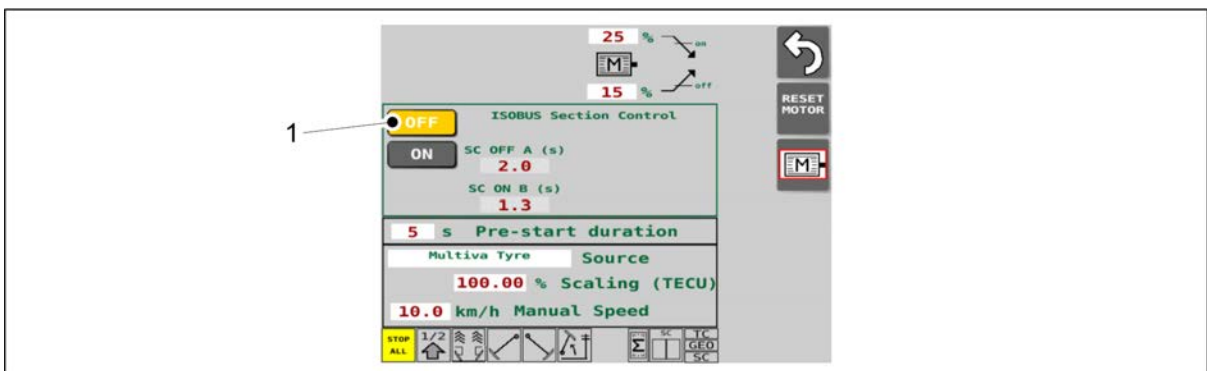 25 %
on
M
15 %
off
RESET
MOTOR
1
OFF
ISOBUS Section Control
ON
SC OFF A (s)
2.0
M
SC ON B (s)
1.3
5 s Pre-start duration
Multiva Tyre Source
100.00 % Scaling (TECU)
10.0 km/h Manual Speed
STOP
ALL
1/2
Σ
SC
TC
GEO
SC